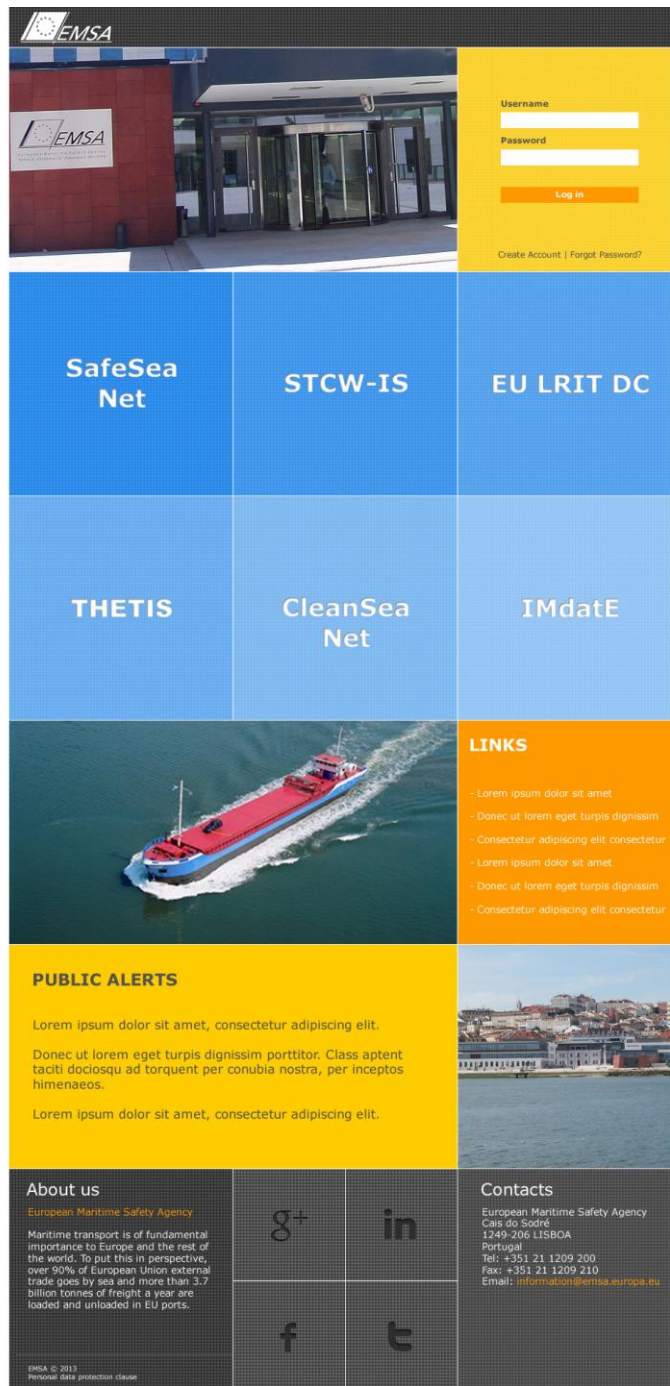 EMSA
EMSA
Username
Password
Log in
Create Account | Forgot Password?
SafeSea
Net
STCW-IS
EU LRIT DC
THETIS
CleanSea
Net
IMdatE
LINKS
- Lorem ipsum dolor sit amet
- Donec ut lorem eget turpis dignissim
- Consectetur adipiscing elit consectetur
- Lorem ipsum dolor sit amet
- Donec ut lorem eget turpis dignissim
- Consectetur adipiscing elit consectetur
PUBLIC ALERTS
Lorem ipsum dolor sit amet, consectetur adipiscing elit.
Donec ut lorem eget turpis dignissim porttitor. Class aptent
taciti dociosqu ad torquent per conubia nostra, per inceptos
himenaeos.
Lorem ipsum dolor sit amet, consectetur adipiscing elit.
About us
European Maritime Safety Agency
Maritime transport is of fundamental
importance to Europe and the rest of
the world. To put this in perspective,
over 90% of European Union external
trade goes by sea and more than 3.7
billion tonnes of freight a year are
loaded and unloaded in EU ports.
EMSA © 2013
Personal data protection clause
g+
in
f
t
Contacts
European Maritime Safety Agency
Cais do Sodré
1249-206 LISBOA
Portugal
Tel: +351 21 1209 200
Fax: +351 21 1209 210
Email: information@emsa.europa.eu